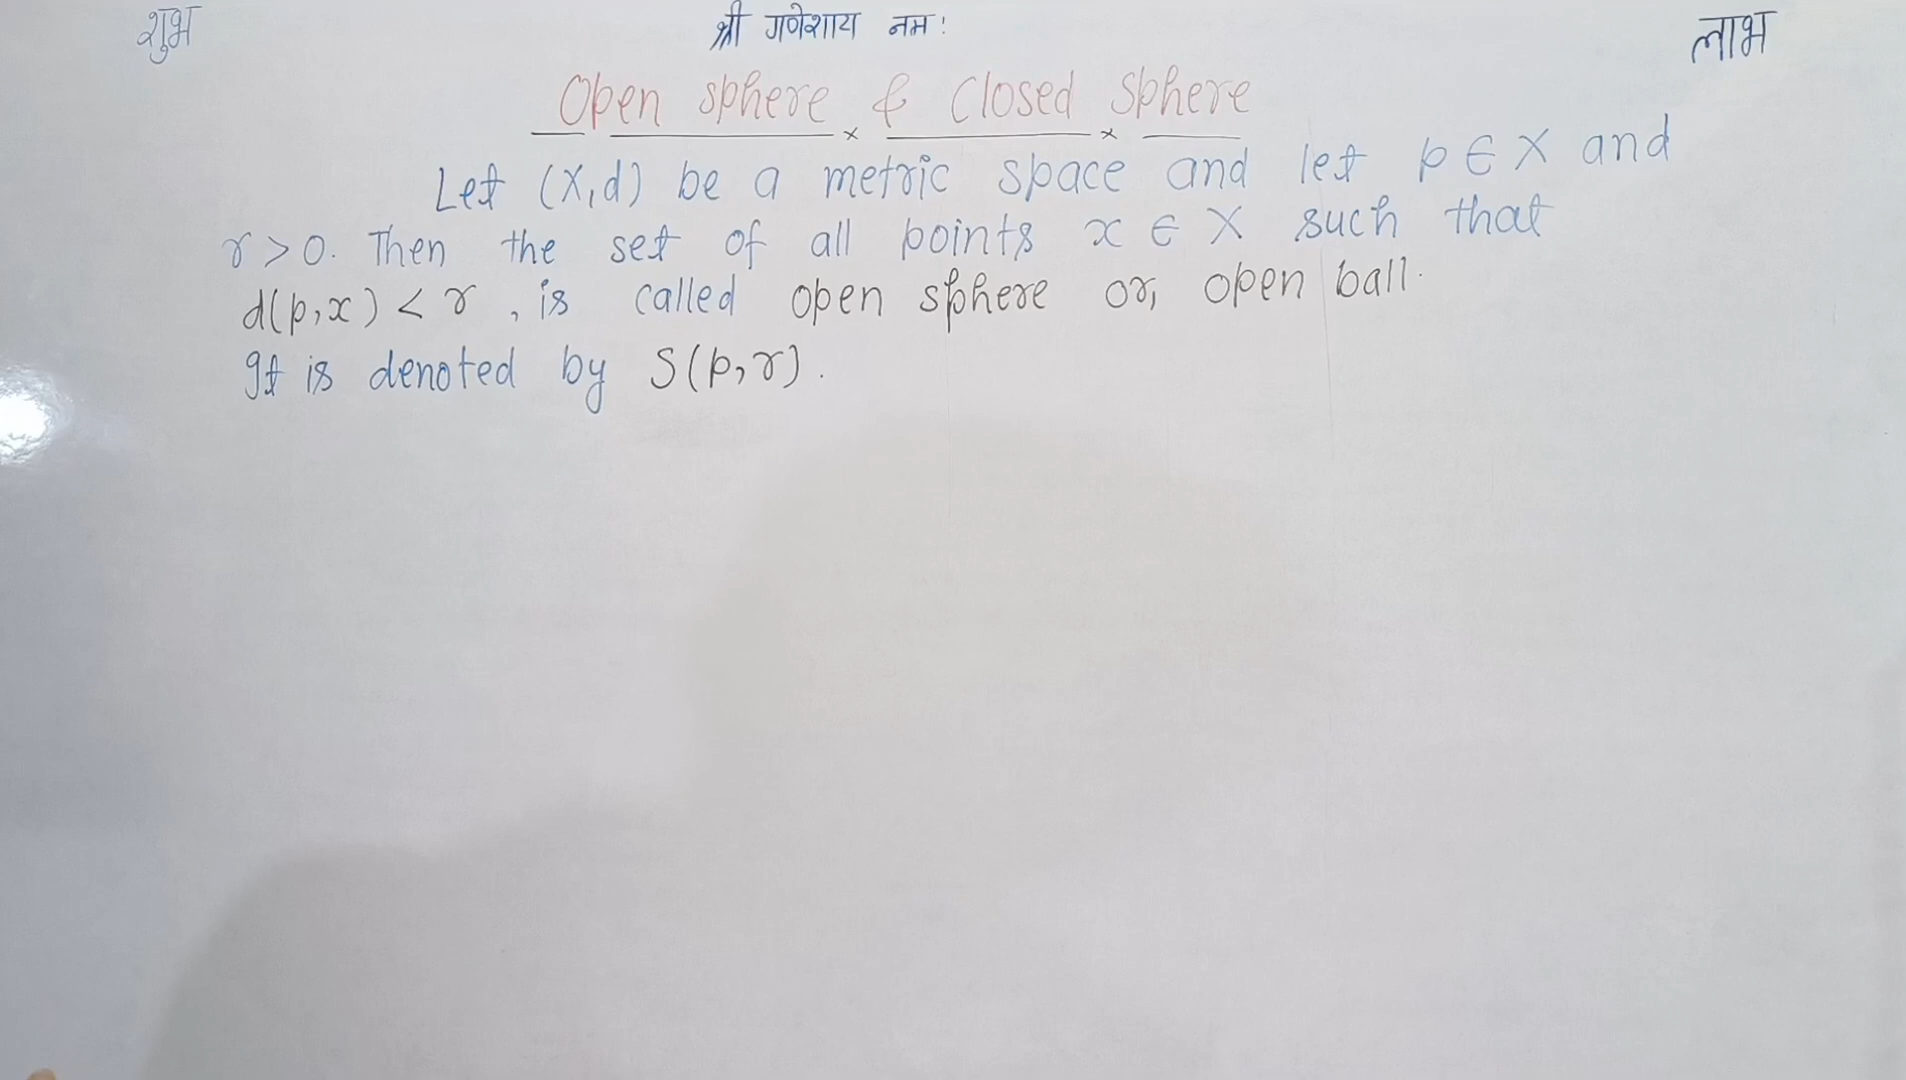 शुभ श्री गणेशाय नमः लाभ
Open sphere & Closed Sphere
Let (X,d) be a metric space and let p ∈ X and
r > 0. Then the set of all points x ∈ X such that
d(p,x) < r , is called open sphere or, open ball.
It is denoted by S(p,r).